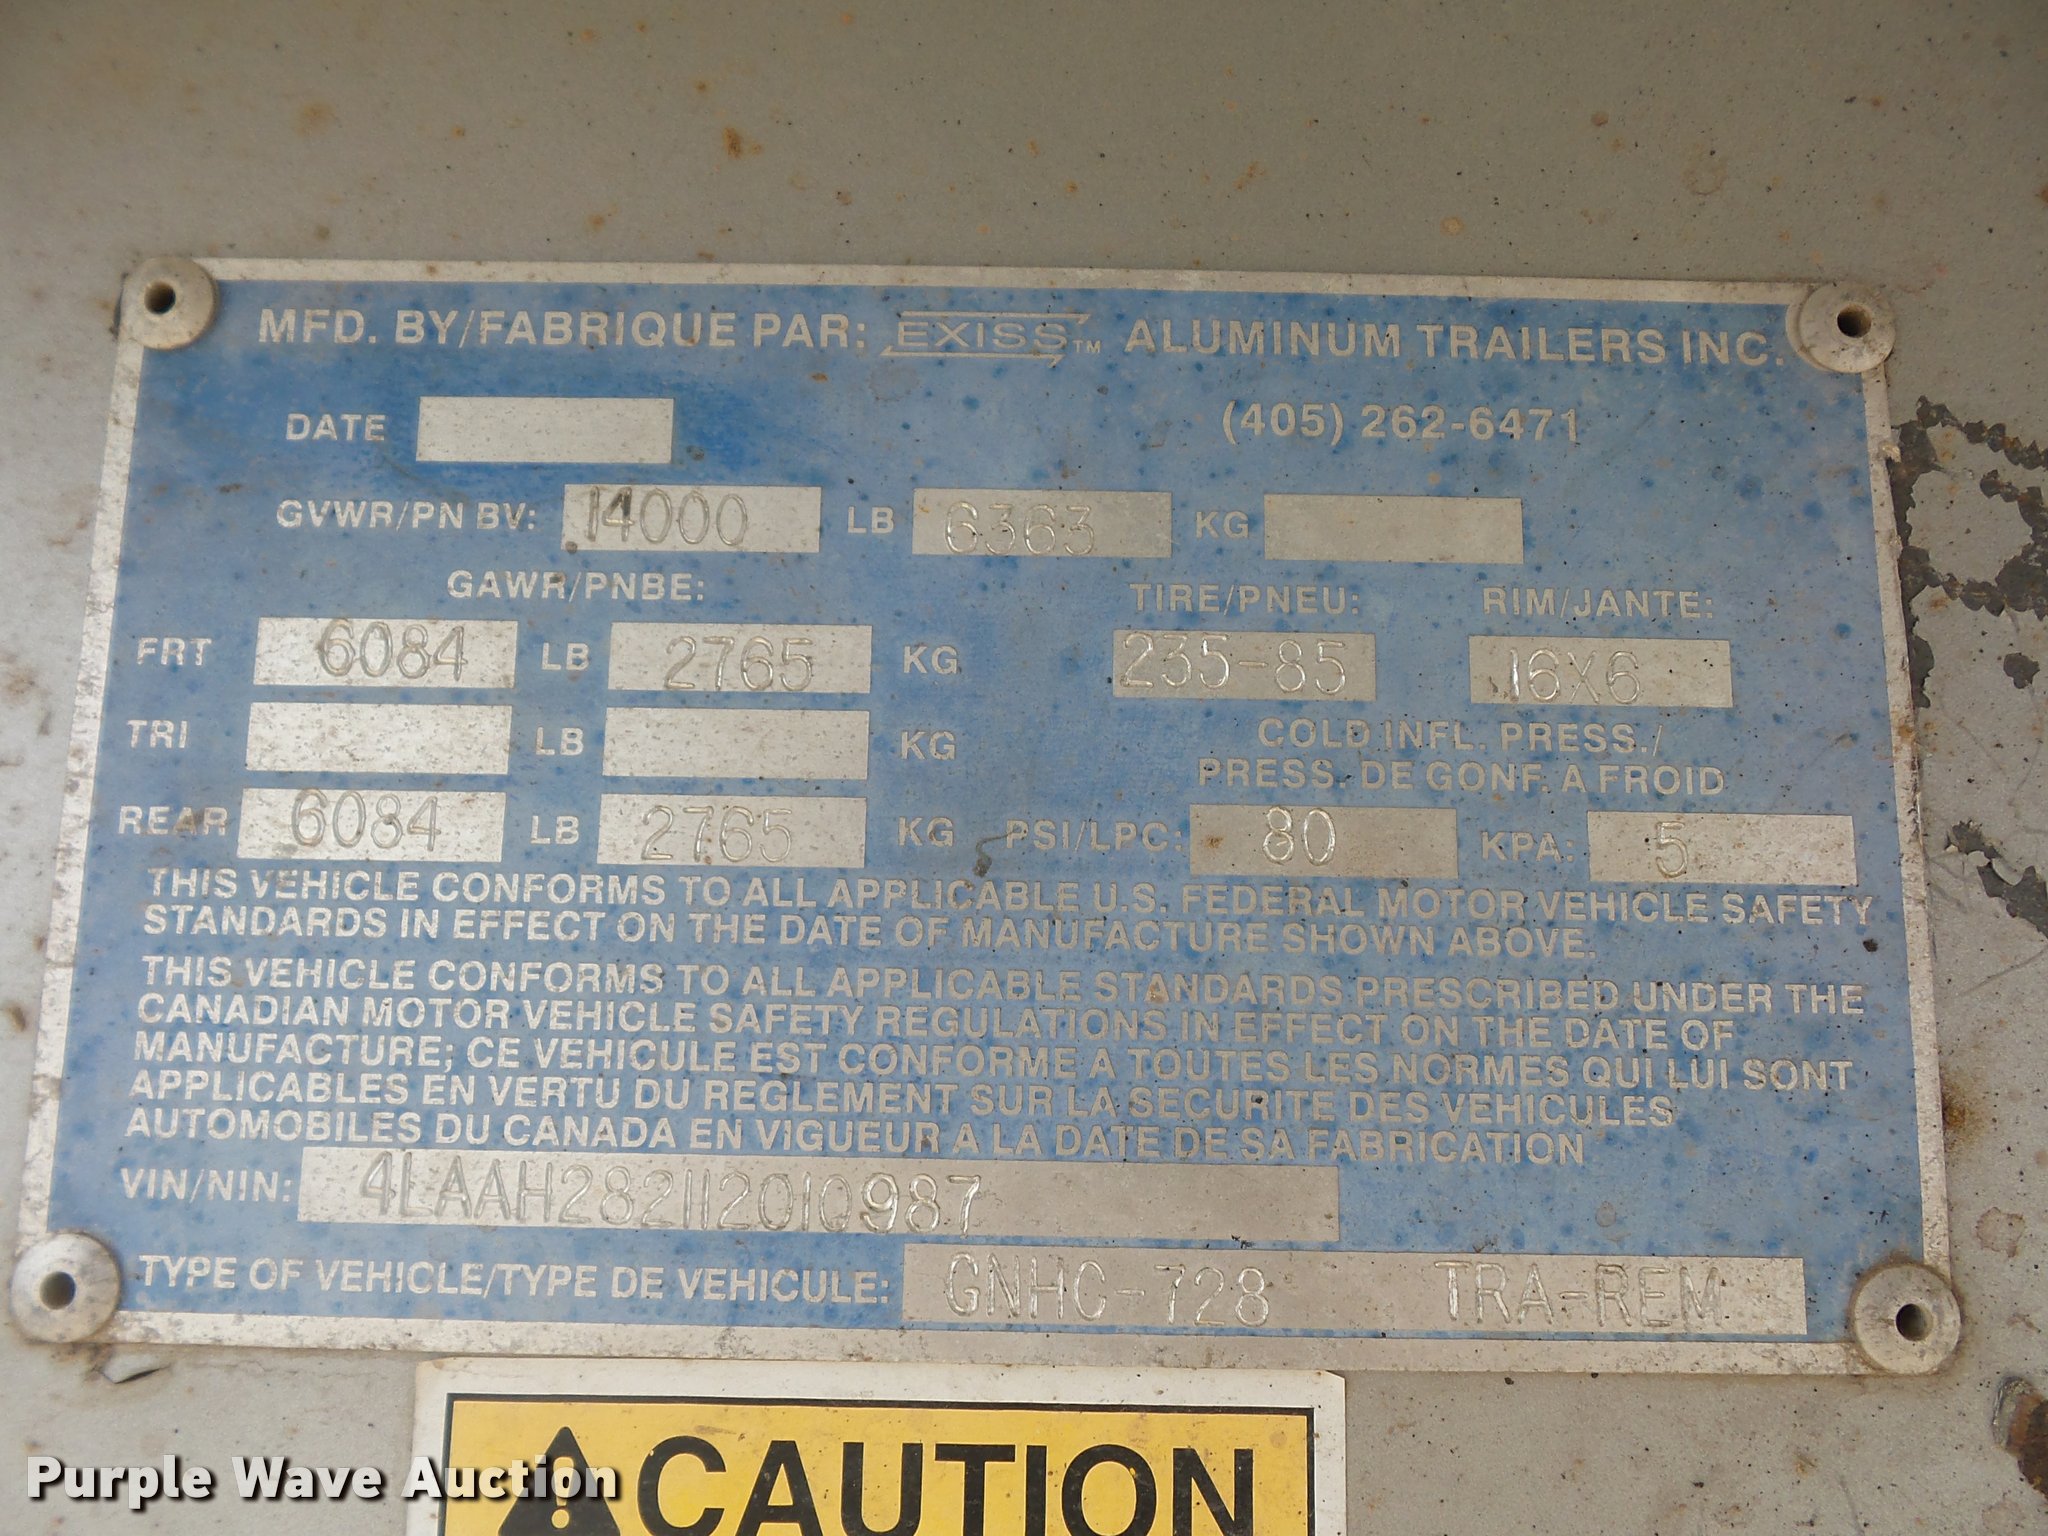 MFD. BY/FABRIQUE PAR: EXISS™ ALUMINUM TRAILERS INC.
DATE (405) 262-6471
GVWR/PN BV: 14000 LB 6363 KG
GAWR/PNBE: TIRE/PNEU: RIM/JANTE:
FRT 6084 LB 2765 KG 235-85 16X6
TRI LB KG COLD INFL. PRESS./
PRESS. DE GONF. A FROID
REAR 6084 LB 2765 KG PSI/LPC: 80 KPA: 5
THIS VEHICLE CONFORMS TO ALL APPLICABLE U.S. FEDERAL MOTOR VEHICLE SAFETY
STANDARDS IN EFFECT ON THE DATE OF MANUFACTURE SHOWN ABOVE.
THIS VEHICLE CONFORMS TO ALL APPLICABLE STANDARDS PRESCRIBED UNDER THE
CANADIAN MOTOR VEHICLE SAFETY REGULATIONS IN EFFECT ON THE DATE OF
MANUFACTURE; CE VEHICULE EST CONFORME A TOUTES LES NORMES QUI LUI SONT
APPLICABLES EN VERTU DU REGLEMENT SUR LA SECURITE DES VEHICULES
AUTOMOBILES DU CANADA EN VIGUEUR A LA DATE DE SA FABRICATION
VIN/NIN: 4LAAH282112010987
TYPE OF VEHICLE/TYPE DE VEHICULE: GNHC-728 TRA-REM
CAUTION
Purple Wave Auction